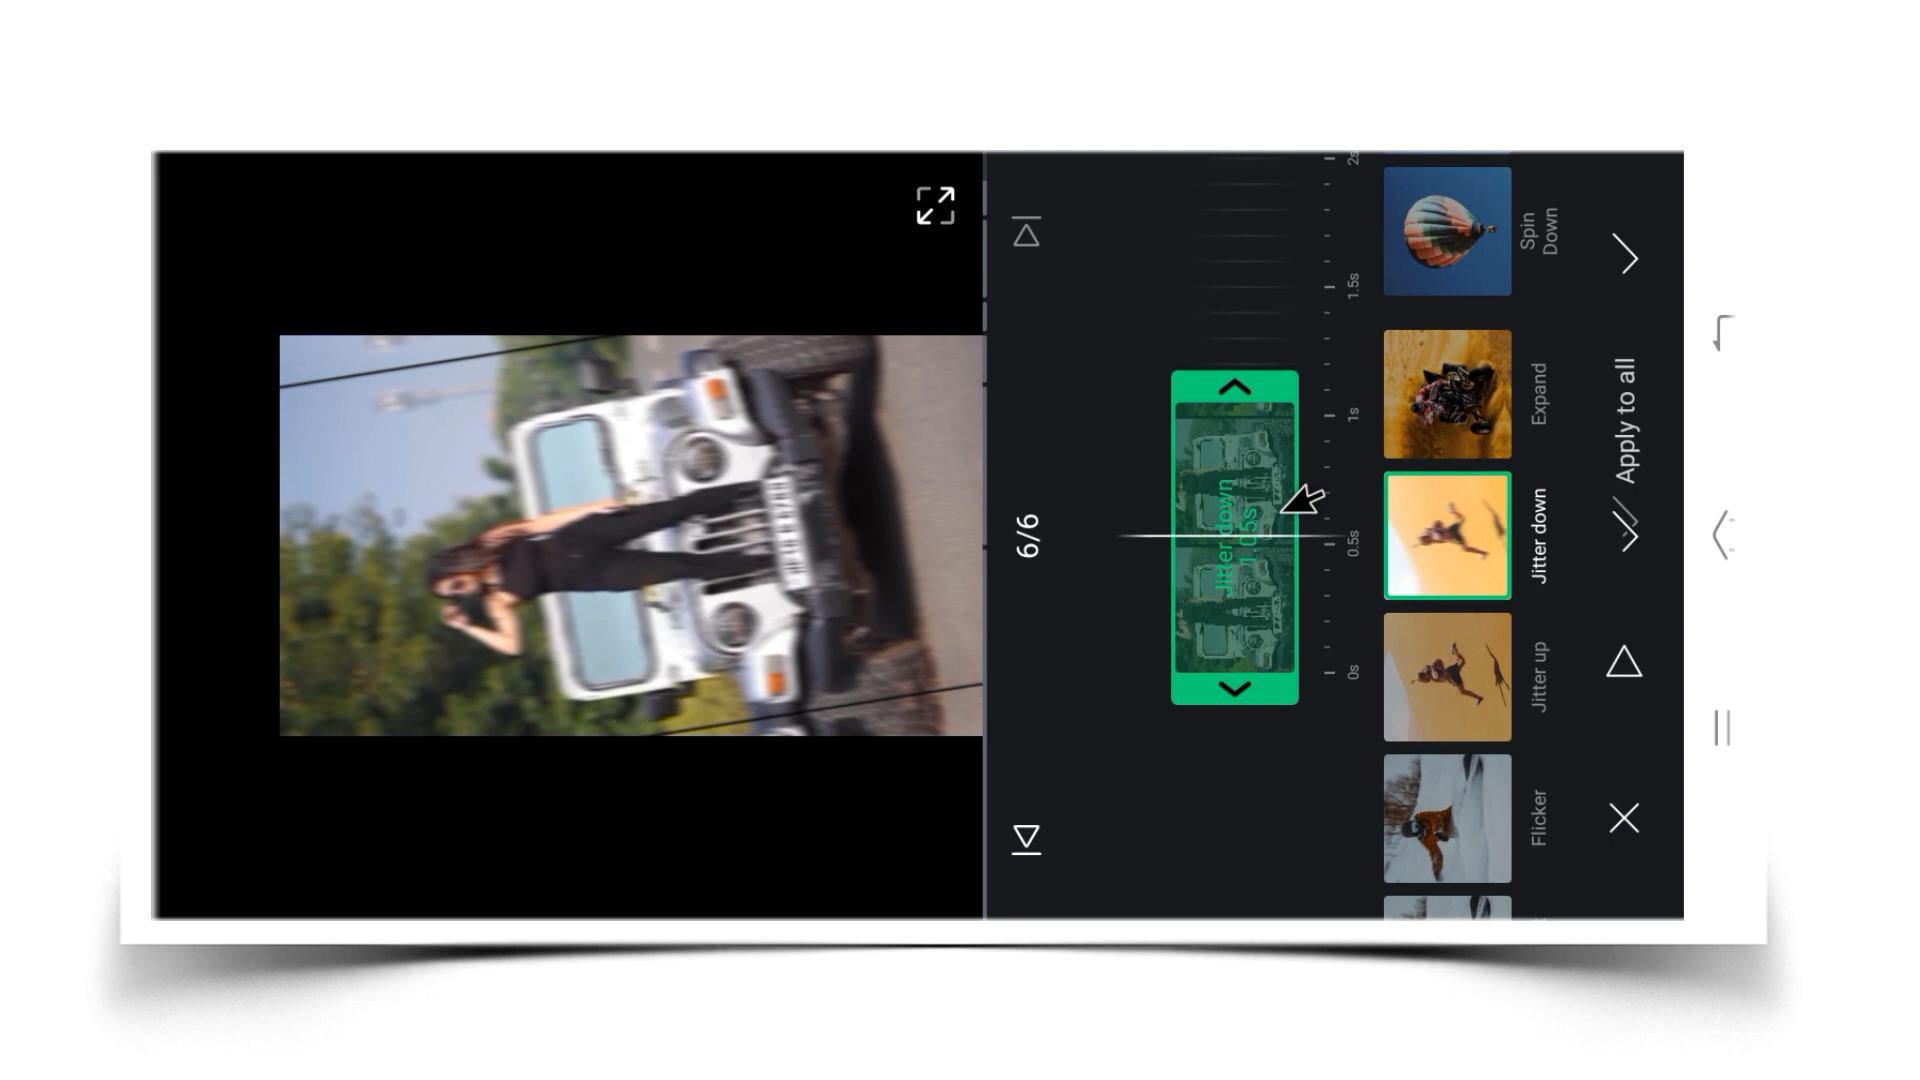 6/6
Jitter down
1.05s
0s
0.5s
1s
1.5s
2s
Flicker
Jitter up
Jitter down
Expand
Spin
Down
Apply to all